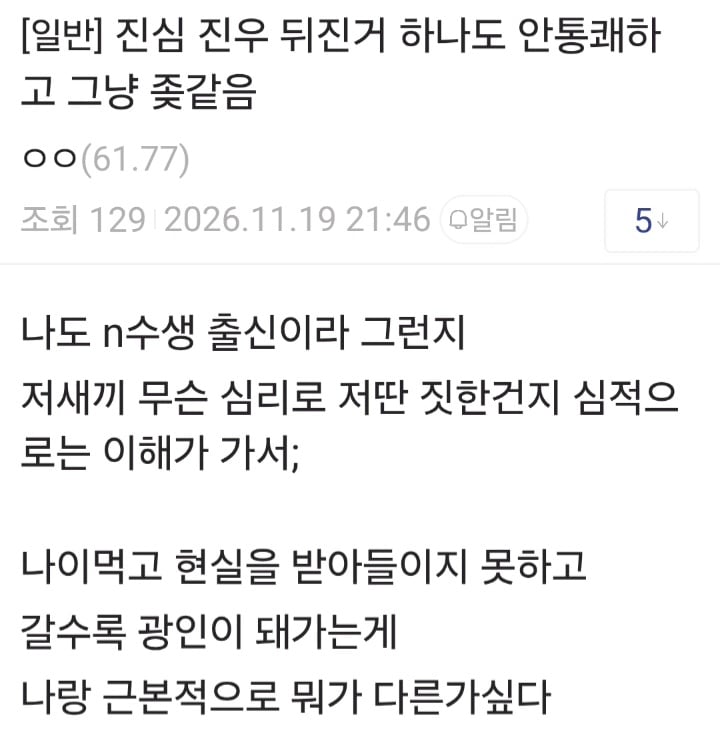 [일반] 진심 진우 뒤진거 하나도 안통쾌하
고 그냥 좆같음
ㅇㅇ(61.77)
조회 129 2026.11.19 21:46 알림
5↓
나도 n수생 출신이라 그런지
저새끼 무슨 심리로 저딴 짓한건지 심적으
로는 이해가 가서;
나이먹고 현실을 받아들이지 못하고
갈수록 광인이 돼가는게
나랑 근본적으로 뭐가 다른가싶다